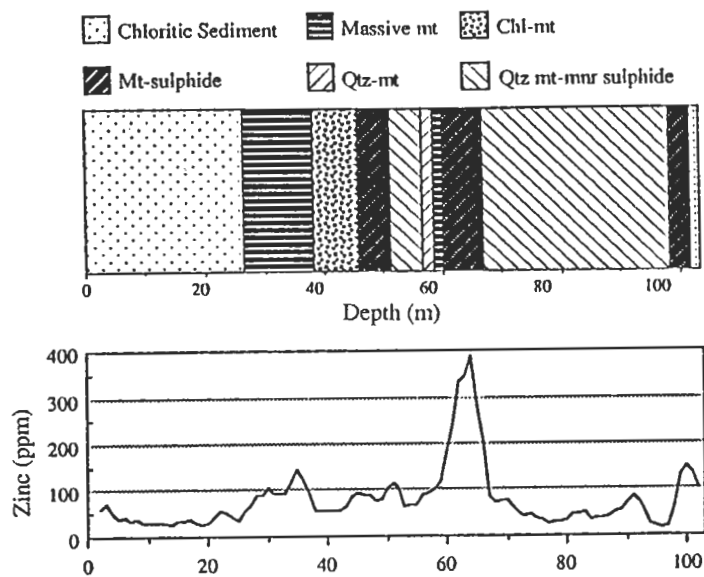 Chloritic Sediment Massive mt Chl-mt
Mt-sulphide Qtz-mt Qtz mt-mnr sulphide
0 20 40 60 80 100
Depth (m)
400
300
200
100
0
Zinc (ppm)
0 20 40 60 80 100